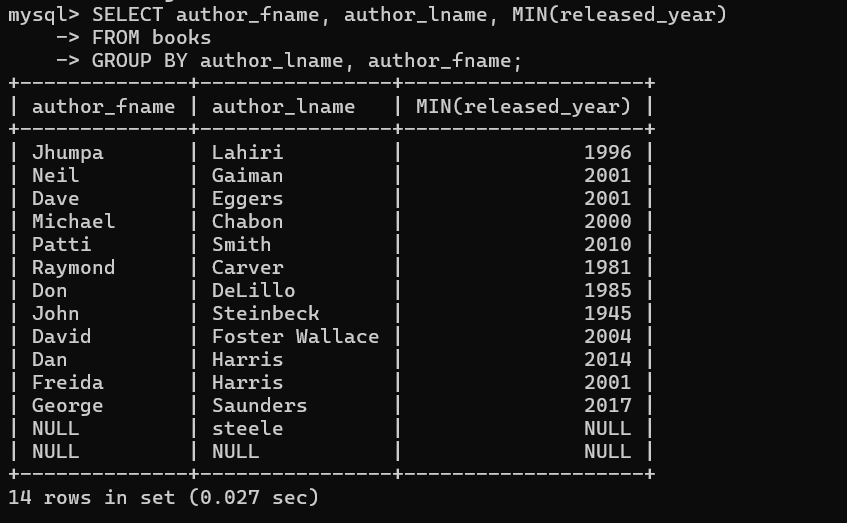 mysql> SELECT author_fname, author_lname, MIN(released_year)
    -> FROM books
    -> GROUP BY author_lname, author_fname;
+--------------+----------------+--------------------+
| author_fname | author_lname   | MIN(released_year) |
+--------------+----------------+--------------------+
| Jhumpa       | Lahiri         |               1996 |
| Neil         | Gaiman         |               2001 |
| Dave         | Eggers         |               2001 |
| Michael      | Chabon         |               2000 |
| Patti        | Smith          |               2010 |
| Raymond      | Carver         |               1981 |
| Don          | DeLillo        |               1985 |
| John         | Steinbeck      |               1945 |
| David        | Foster Wallace |               2004 |
| Dan          | Harris         |               2014 |
| Freida       | Harris         |               2001 |
| George       | Saunders       |               2017 |
| NULL         | steele         |               NULL |
| NULL         | NULL           |               NULL |
+--------------+----------------+--------------------+
14 rows in set (0.027 sec)